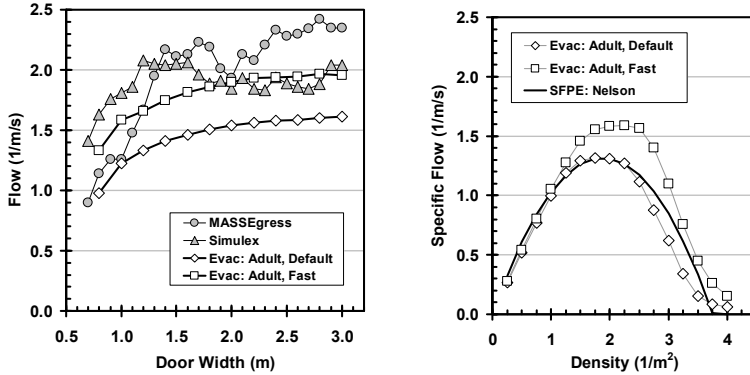 2.5
2.0
1.5
1.0
0.5
0.0
Flow (1/m/s)
MASSEgress
Simulex
Evac: Adult, Default
Evac: Adult, Fast
0.5 1.0 1.5 2.0 2.5 3.0
Door Width (m)
2.5
2.0
1.5
1.0
0.5
0.0
Specific Flow (1/m/s)
Evac: Adult, Default
Evac: Adult, Fast
SFPE: Nelson
0 1 2 3 4
Density (1/m²)